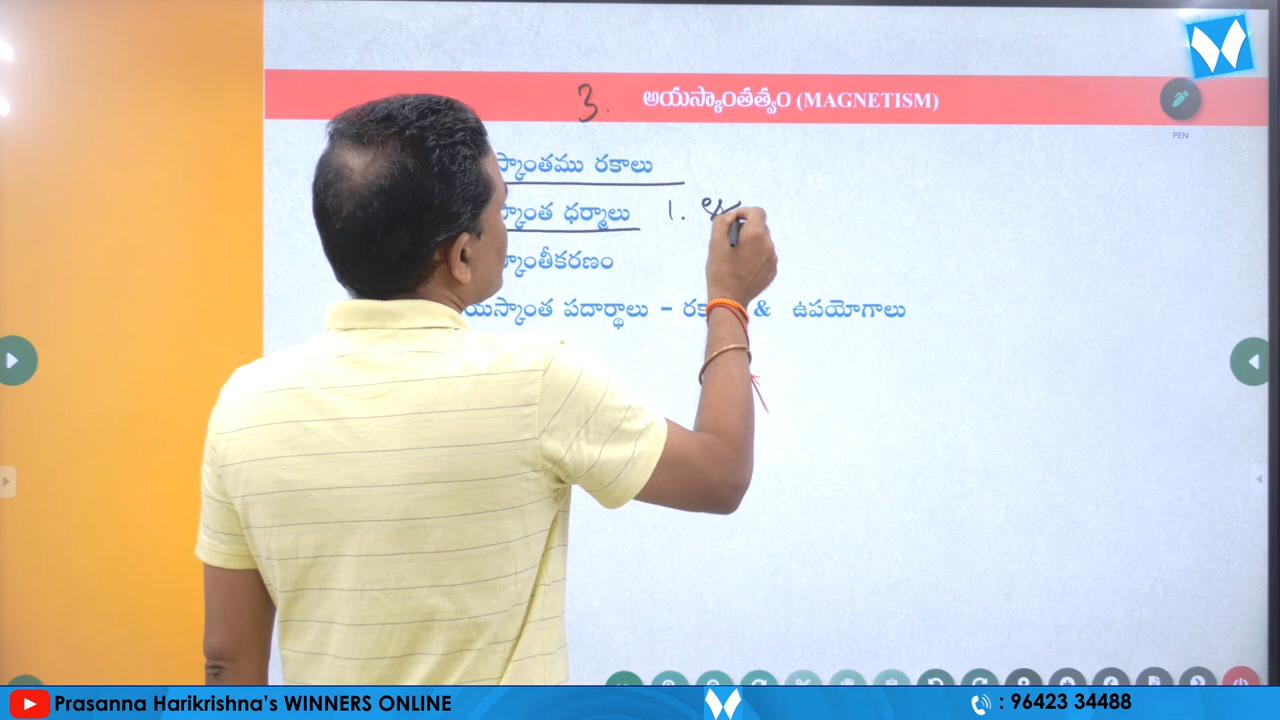 3. అయస్కాంతత్వం (MAGNETISM)
PEN
స్కాంతము రకాలు
స్కాంత ధర్మాలు 1.
స్కాంతీకరణం
యస్కాంత పదార్థాలు - & ఉపయోగాలు
Prasanna Harikrishna's WINNERS ONLINE
: 96423 34488